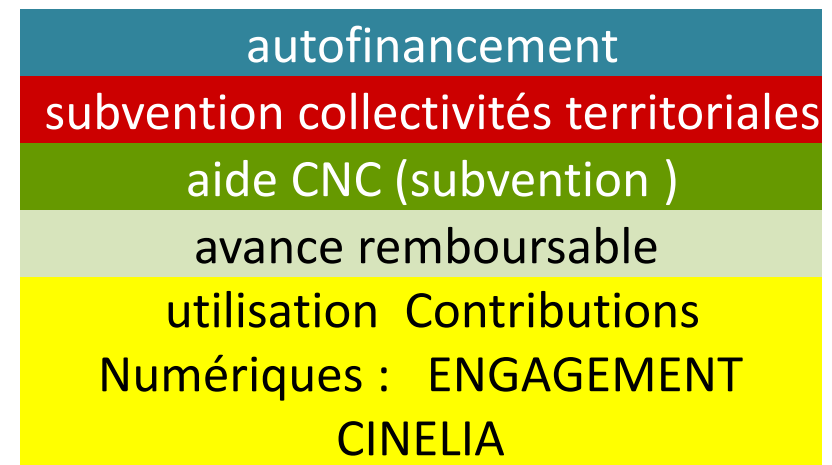 autofinancement
subvention collectivités territoriales
aide CNC (subvention )
avance remboursable
utilisation  Contributions
Numériques :   ENGAGEMENT
CINELIA